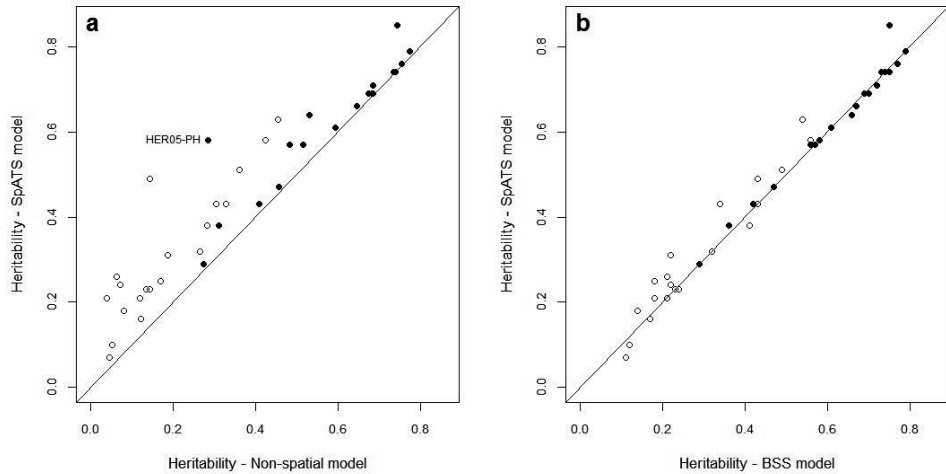 a
Heritability - SpATS model
0.8
0.6
0.4
0.2
0.0
HER05-PH
0.0 0.2 0.4 0.6 0.8
Heritability - Non-spatial model
b
Heritability - SpATS model
0.8
0.6
0.4
0.2
0.0
0.0 0.2 0.4 0.6 0.8
Heritability - BSS model